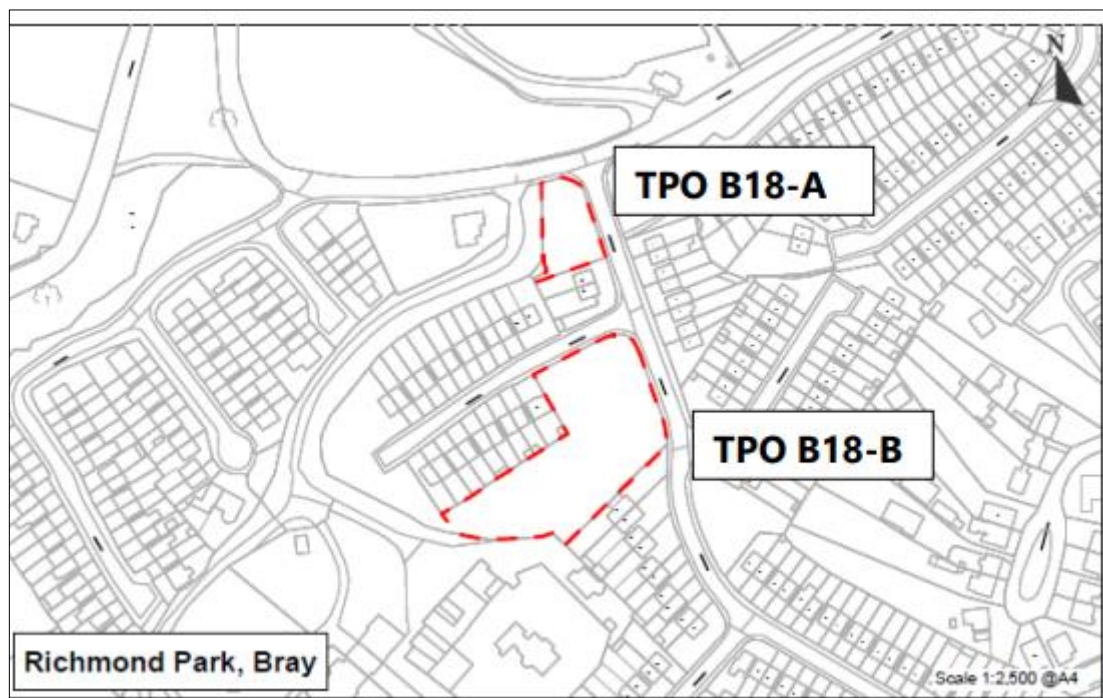 N
TPO B18-A
TPO B18-B
Richmond Park, Bray
Scale 1:2,500 @A4